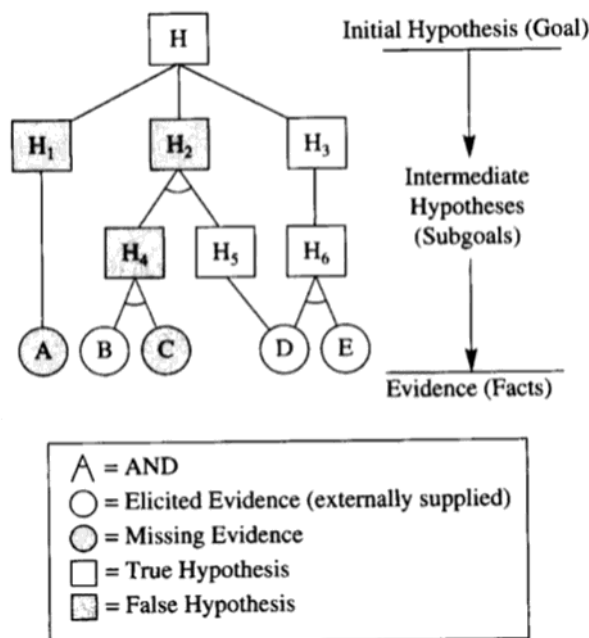 H
Initial Hypothesis (Goal)
H1
H2
H3
Intermediate
Hypotheses
(Subgoals)
H4
H5
H6
A
B
C
D
E
Evidence (Facts)
= AND
= Elicited Evidence (externally supplied)
= Missing Evidence
= True Hypothesis
= False Hypothesis